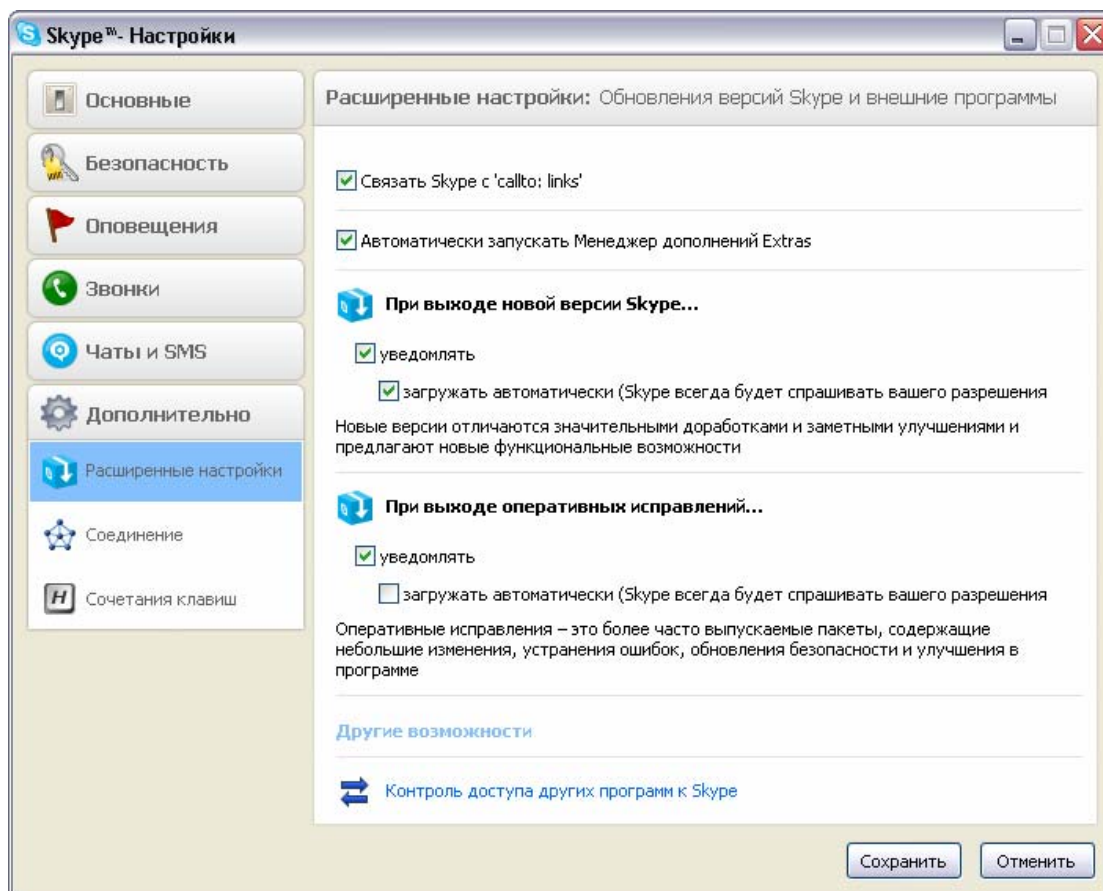 Skype™- Настройки
Основные
Безопасность
Оповещения
Звонки
Чаты и SMS
Дополнительно
Расширенные настройки
Соединение
Сочетания клавиш
Расширенные настройки: Обновления версий Skype и внешние программы
Связать Skype с 'callto: links'
Автоматически запускать Менеджер дополнений Extras
При выходе новой версии Skype...
уведомлять
загружать автоматически (Skype всегда будет спрашивать вашего разрешения
Новые версии отличаются значительными доработками и заметными улучшениями и
предлагают новые функциональные возможности
При выходе оперативных исправлений...
уведомлять
загружать автоматически (Skype всегда будет спрашивать вашего разрешения
Оперативные исправления – это более часто выпускаемые пакеты, содержащие
небольшие изменения, устранения ошибок, обновления безопасности и улучшения в
программе
Другие возможности
Контроль доступа других программ к Skype
Сохранить
Отменить